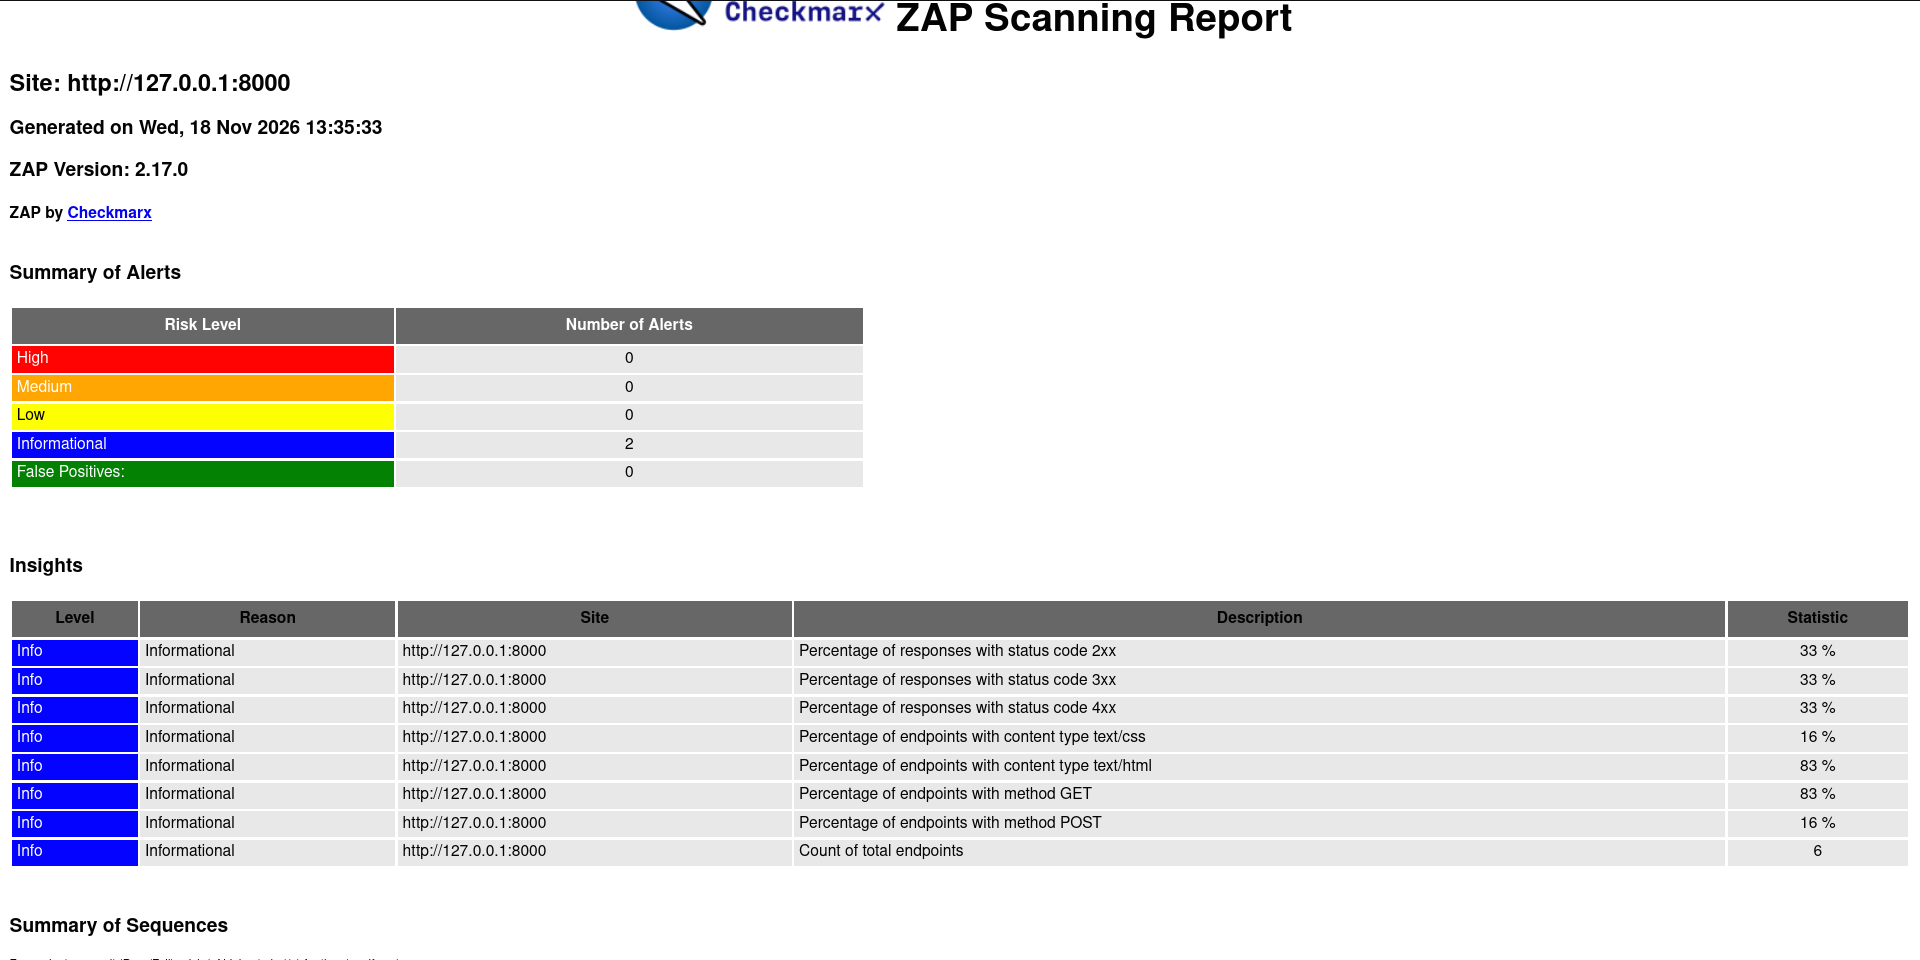 Checkmarx ZAP Scanning Report
Site: http://127.0.0.1:8000
Generated on Wed, 18 Nov 2026 13:35:33
ZAP Version: 2.17.0
ZAP by Checkmarx
Summary of Alerts
Risk Level Number of Alerts
High 0
Medium 0
Low 0
Informational 2
False Positives: 0
Insights
Level Reason Site Description Statistic
Info Informational http://127.0.0.1:8000 Percentage of responses with status code 2xx 33 %
Info Informational http://127.0.0.1:8000 Percentage of responses with status code 3xx 33 %
Info Informational http://127.0.0.1:8000 Percentage of responses with status code 4xx 33 %
Info Informational http://127.0.0.1:8000 Percentage of endpoints with content type text/css 16 %
Info Informational http://127.0.0.1:8000 Percentage of endpoints with content type text/html 83 %
Info Informational http://127.0.0.1:8000 Percentage of endpoints with method GET 83 %
Info Informational http://127.0.0.1:8000 Percentage of endpoints with method POST 16 %
Info Informational http://127.0.0.1:8000 Count of total endpoints 6
Summary of Sequences